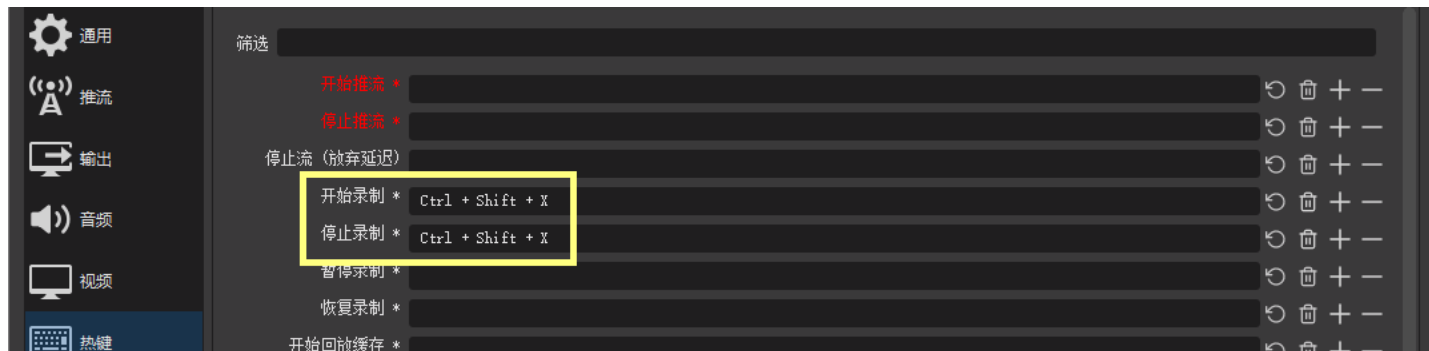 通用
筛选
开始推流 *
推流
停止推流 *
输出
停止流 (放弃延迟)
开始录制 * Ctrl + Shift + X
音频
停止录制 * Ctrl + Shift + X
视频
暂停录制 *
恢复录制 *
热键
开始回放缓存 *